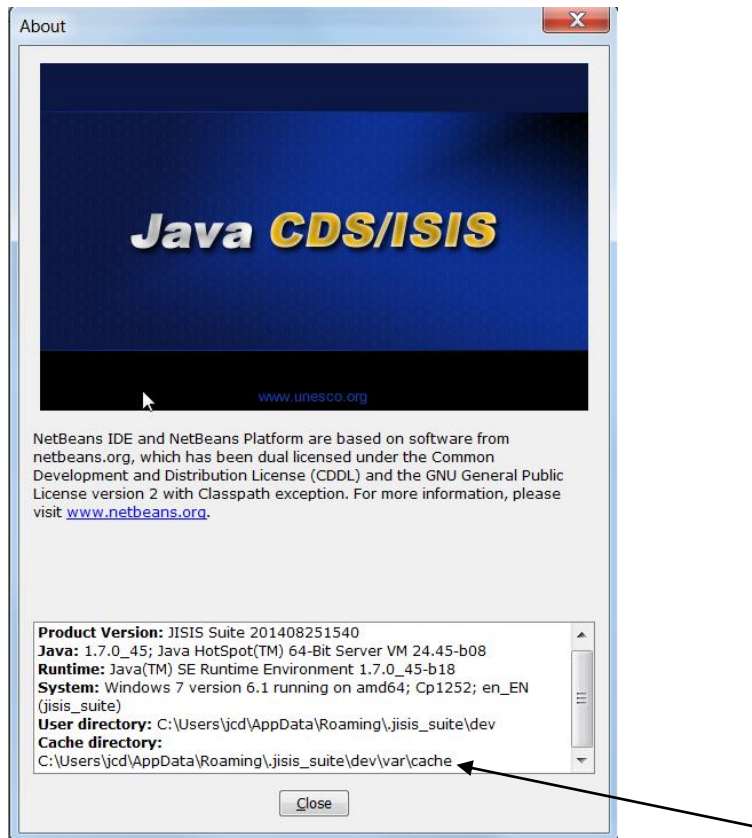 About
Java CDS/ISIS
www.unesco.org
NetBeans IDE and NetBeans Platform are based on software from
netbeans.org, which has been dual licensed under the Common
Development and Distribution License (CDDL) and the GNU General Public
License version 2 with Classpath exception. For more information, please
visit www.netbeans.org.
Product Version: JISIS Suite 201408251540
Java: 1.7.0_45; Java HotSpot(TM) 64-Bit Server VM 24.45-b08
Runtime: Java(TM) SE Runtime Environment 1.7.0_45-b18
System: Windows 7 version 6.1 running on amd64; Cp1252; en_EN
(jisis_suite)
User directory: C:\Users\jcd\AppData\Roaming\.jisis_suite\dev
Cache directory:
C:\Users\jcd\AppData\Roaming\.jisis_suite\dev\var\cache
Close